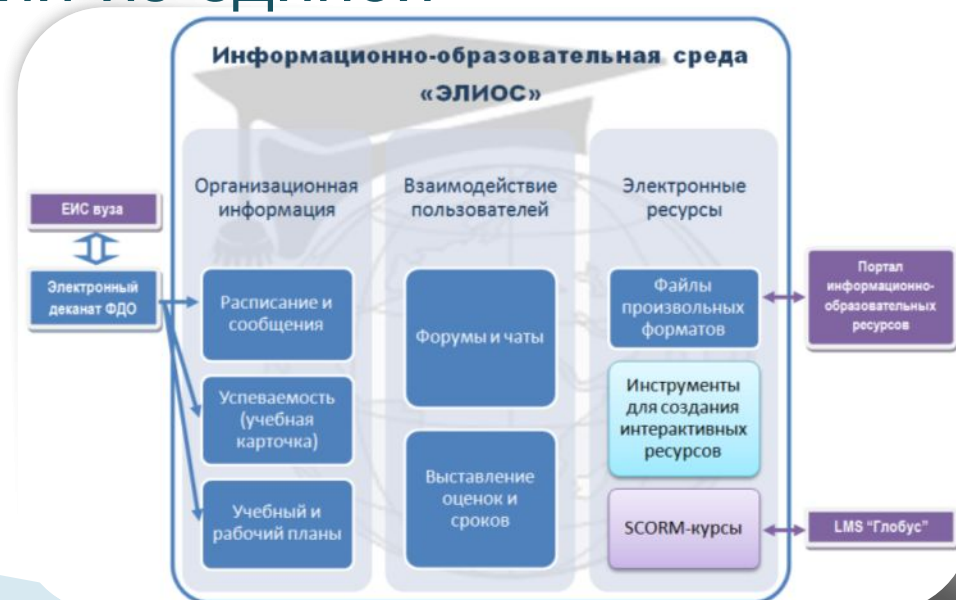 Информационно-образовательная среда
«ЭЛИОС»
Организационная
информация
Взаимодействие
пользователей
Электронные
ресурсы
ЕИС вуза
Электронный
деканат ФДО
Расписание и
сообщения
Успеваемость
(учебная
карточка)
Учебный и
рабочий планы
Форумы и чаты
Выставление
оценок и
сроков
Файлы
произвольных
форматов
Инструменты
для создания
интерактивных
ресурсов
SCORM-курсы
Портал
информационно-
образовательных
ресурсов
LMS “Глобус”